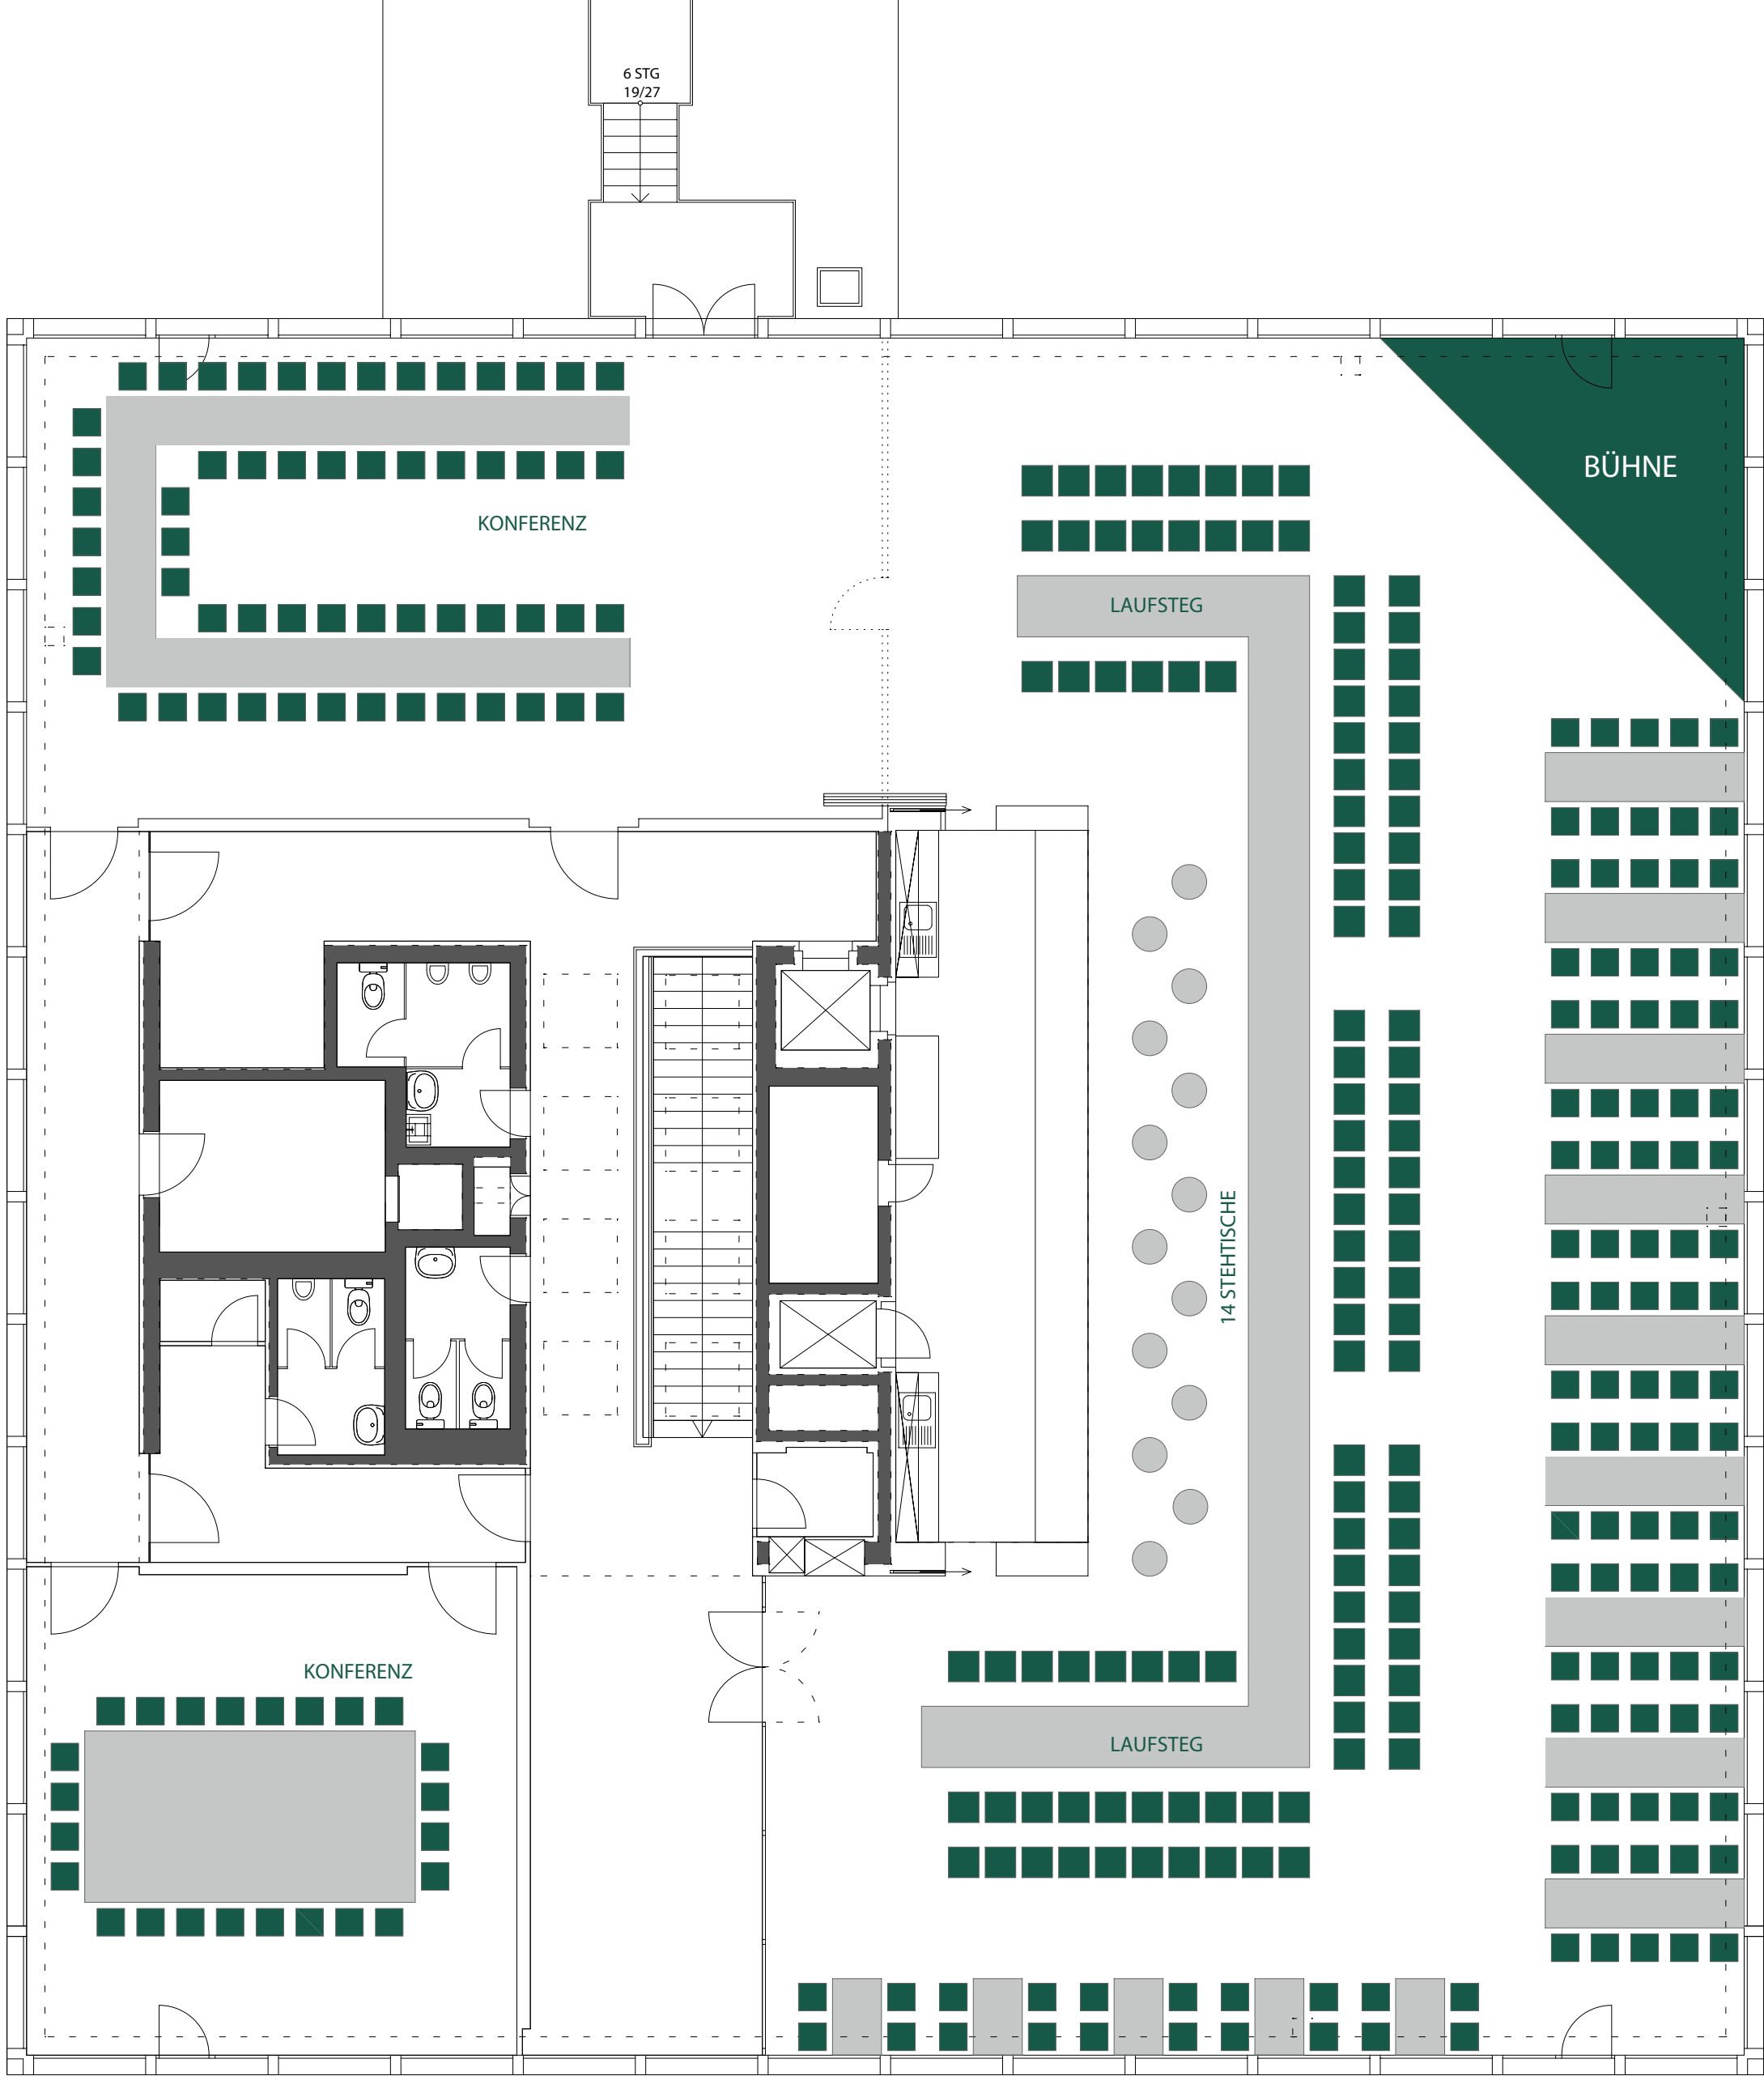 6 STG
19/27
BÜHNE
KONFERENZ
LAUFSTEG
14 STEHTISCHE
KONFERENZ
LAUFSTEG